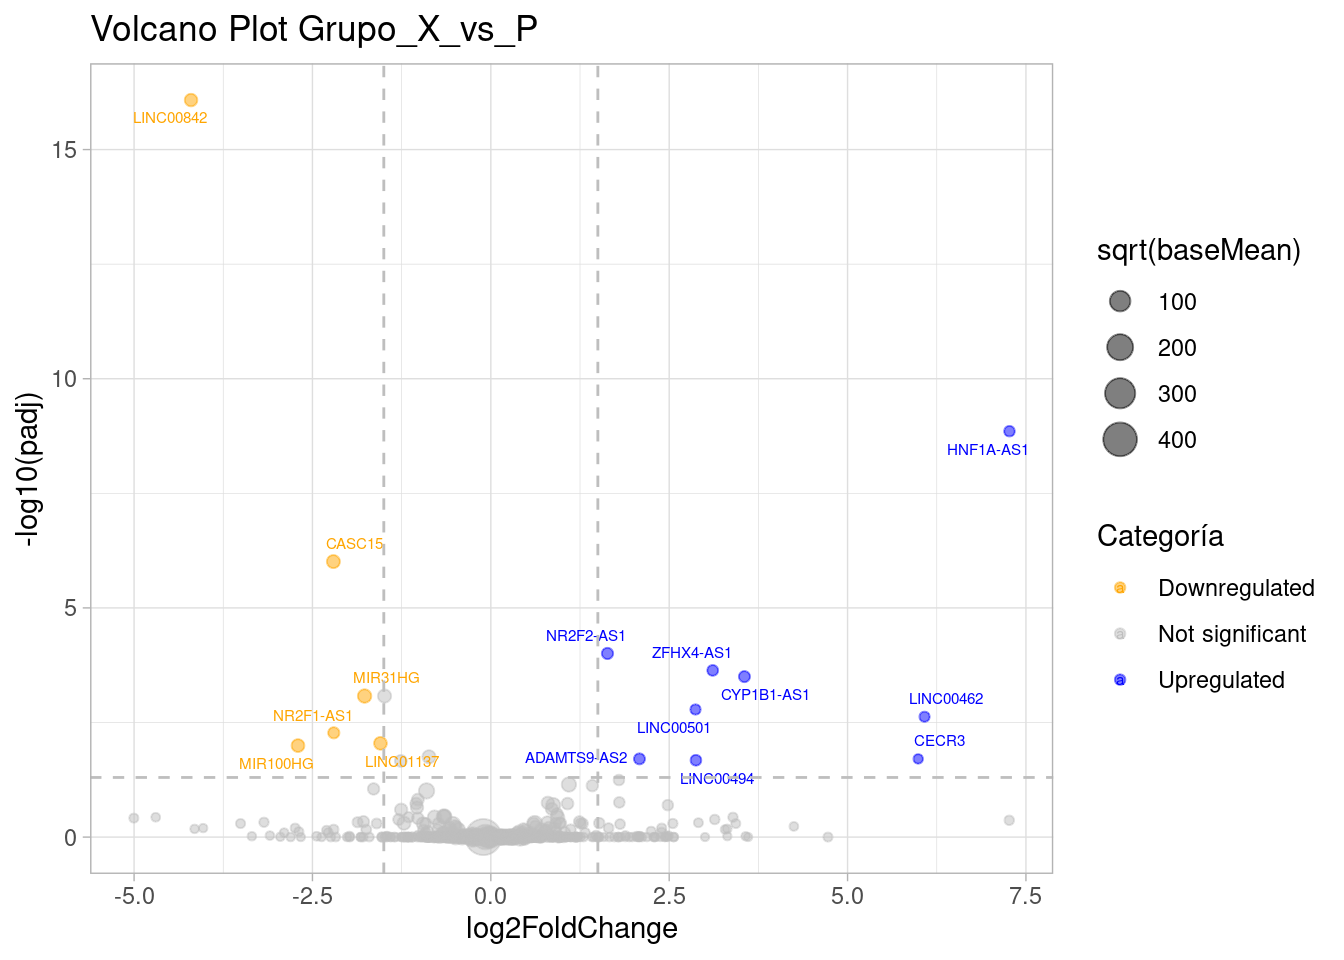 Volcano Plot Grupo_X_vs_P
LINC00842
15
10
HNF1A-AS1
CASC15
5
NR2F2-AS1
ZFHX4-AS1
MIR31HG
CYP1B1-AS1
LINC00462
NR2F1-AS1
LINC00501
CECR3
ADAMTS9-AS2
MIR100HG
LINC01137
LINC00494
0
-5.0
-2.5
0.0
2.5
5.0
7.5
log2FoldChange
-log10(padj)
sqrt(baseMean)
100
200
300
400
Categoría
a Downregulated
a Not significant
a Upregulated